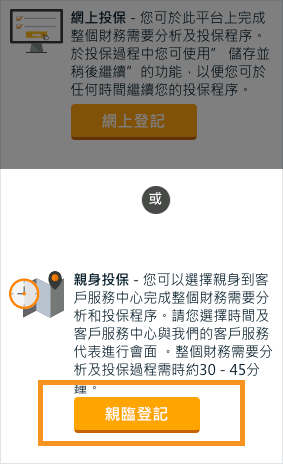 網上投保 - 您可於此平台上完成
整個財務需要分析及投保程序。
於投保過程中您可使用”儲存並
稍後繼續”的功能，以便您可於
任何時間繼續您的投保程序。
網上登記
或
親身投保 - 您可以選擇親身到客
戶服務中心完成整個財務需要分
析和投保程序。請您選擇時間及
客戶服務中心與我們的客戶服務
代表進行會面 。整個財務需要分
析及投保過程需時約30 - 45分
鐘。
親臨登記